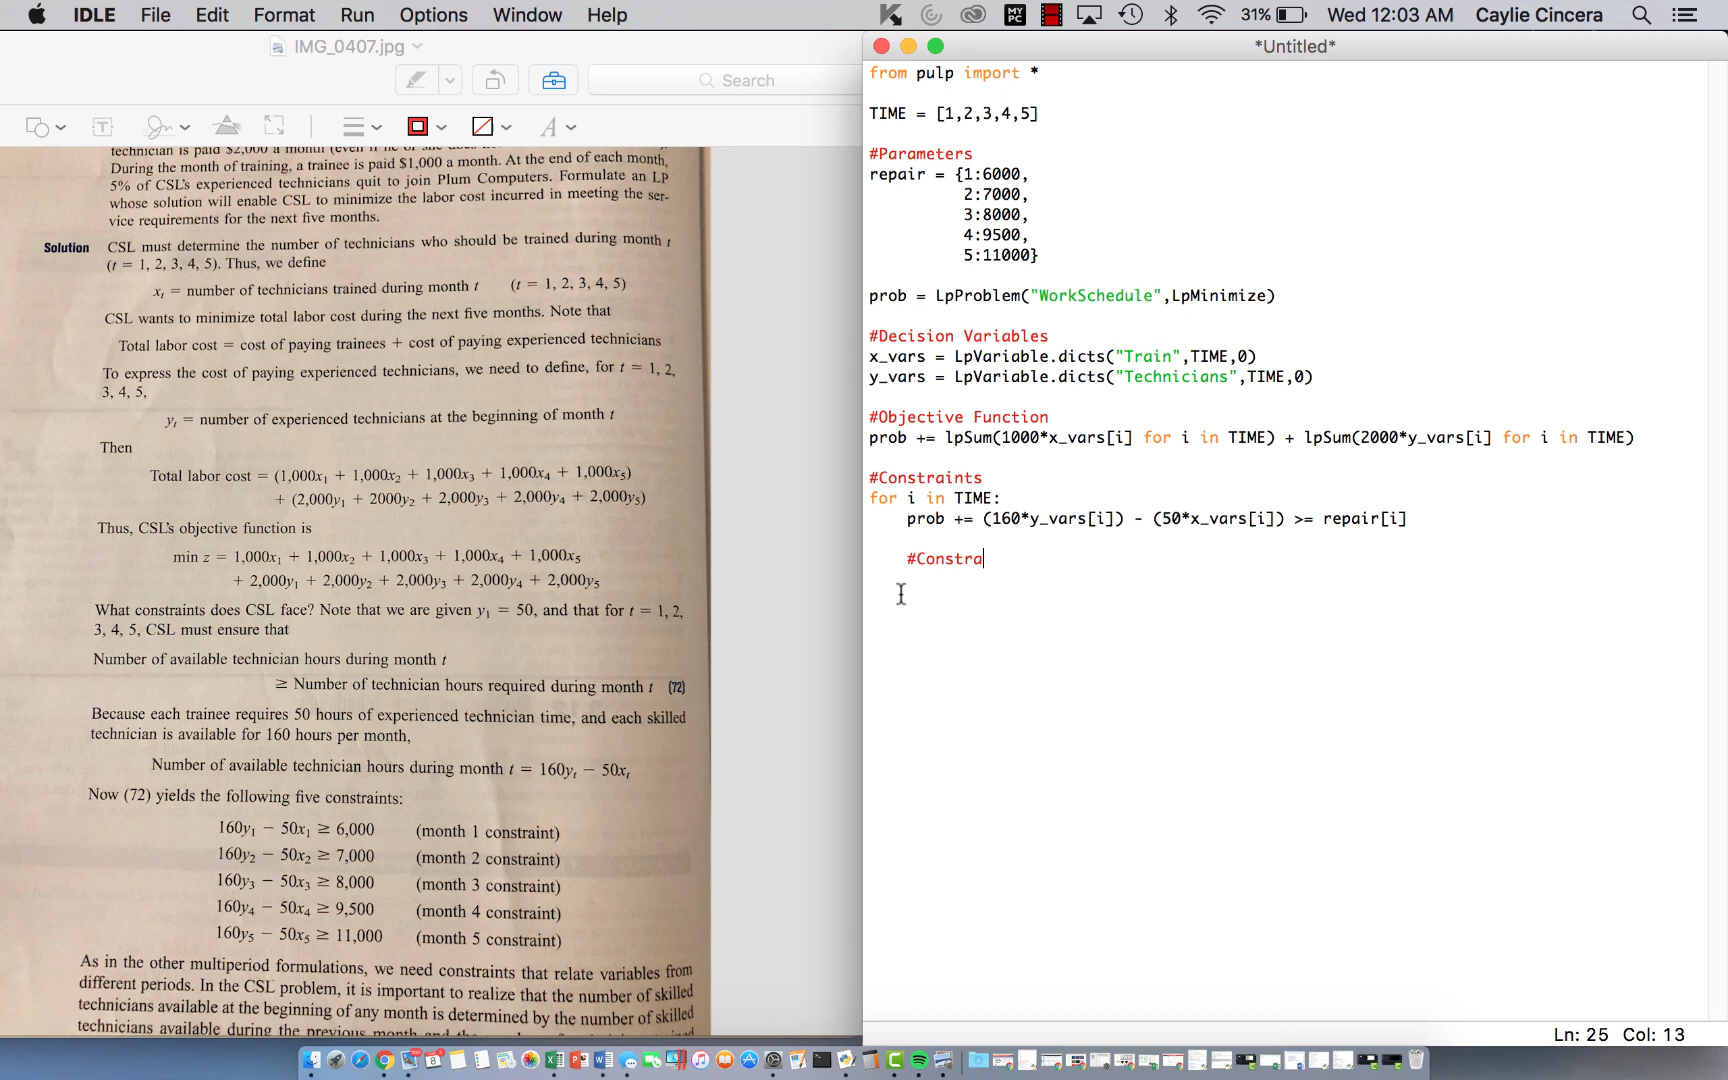 IDLE File Edit Format Run Options Window Help
MY PC
31% Wed 12:03 AM Caylie Cincera
IMG_0407.jpg
Search
During the month of training, a trainee is paid $1,000 a month. At the end of each month,
5% of CSL's experienced technicians quit to join Plum Computers. Formulate an LP
whose solution will enable CSL to minimize the labor cost incurred in meeting the ser-
vice requirements for the next five months.
Solution CSL must determine the number of technicians who should be trained during month t
(t = 1, 2, 3, 4, 5). Thus, we define
xt = number of technicians trained during month t (t = 1, 2, 3, 4, 5)
CSL wants to minimize total labor cost during the next five months. Note that
Total labor cost = cost of paying trainees + cost of paying experienced technicians
To express the cost of paying experienced technicians, we need to define, for t = 1, 2,
3, 4, 5,
yt = number of experienced technicians at the beginning of month t
Then
Total labor cost = (1,000x1 + 1,000x2 + 1,000x3 + 1,000x4 + 1,000x5)
+ (2,000y1 + 2000y2 + 2,000y3 + 2,000y4 + 2,000y5)
Thus, CSL's objective function is
min z = 1,000x1 + 1,000x2 + 1,000x3 + 1,000x4 + 1,000x5
+ 2,000y1 + 2,000y2 + 2,000y3 + 2,000y4 + 2,000y5
What constraints does CSL face? Note that we are given y1 = 50, and that for t = 1, 2,
3, 4, 5, CSL must ensure that
Number of available technician hours during month t
≥ Number of technician hours required during month t (72)
Because each trainee requires 50 hours of experienced technician time, and each skilled
technician is available for 160 hours per month,
Number of available technician hours during month t = 160yt − 50xt
Now (72) yields the following five constraints:
160y1 − 50x1 ≥ 6,000 (month 1 constraint)
160y2 − 50x2 ≥ 7,000 (month 2 constraint)
160y3 − 50x3 ≥ 8,000 (month 3 constraint)
160y4 − 50x4 ≥ 9,500 (month 4 constraint)
160y5 − 50x5 ≥ 11,000 (month 5 constraint)
As in the other multiperiod formulations, we need constraints that relate variables from
different periods. In the CSL problem, it is important to realize that the number of skilled
technicians available at the beginning of any month is determined by the number of skilled
technicians available during the previous month and the
*Untitled*
from pulp import *
TIME = [1,2,3,4,5]
#Parameters
repair = {1:6000,
2:7000,
3:8000,
4:9500,
5:11000}
prob = LpProblem("WorkSchedule",LpMinimize)
#Decision Variables
x_vars = LpVariable.dicts("Train",TIME,0)
y_vars = LpVariable.dicts("Technicians",TIME,0)
#Objective Function
prob += lpSum(1000*x_vars[i] for i in TIME) + lpSum(2000*y_vars[i] for i in TIME)
#Constraints
for i in TIME:
prob += (160*y_vars[i]) - (50*x_vars[i]) >= repair[i]
#Constra
Ln: 25 Col: 13